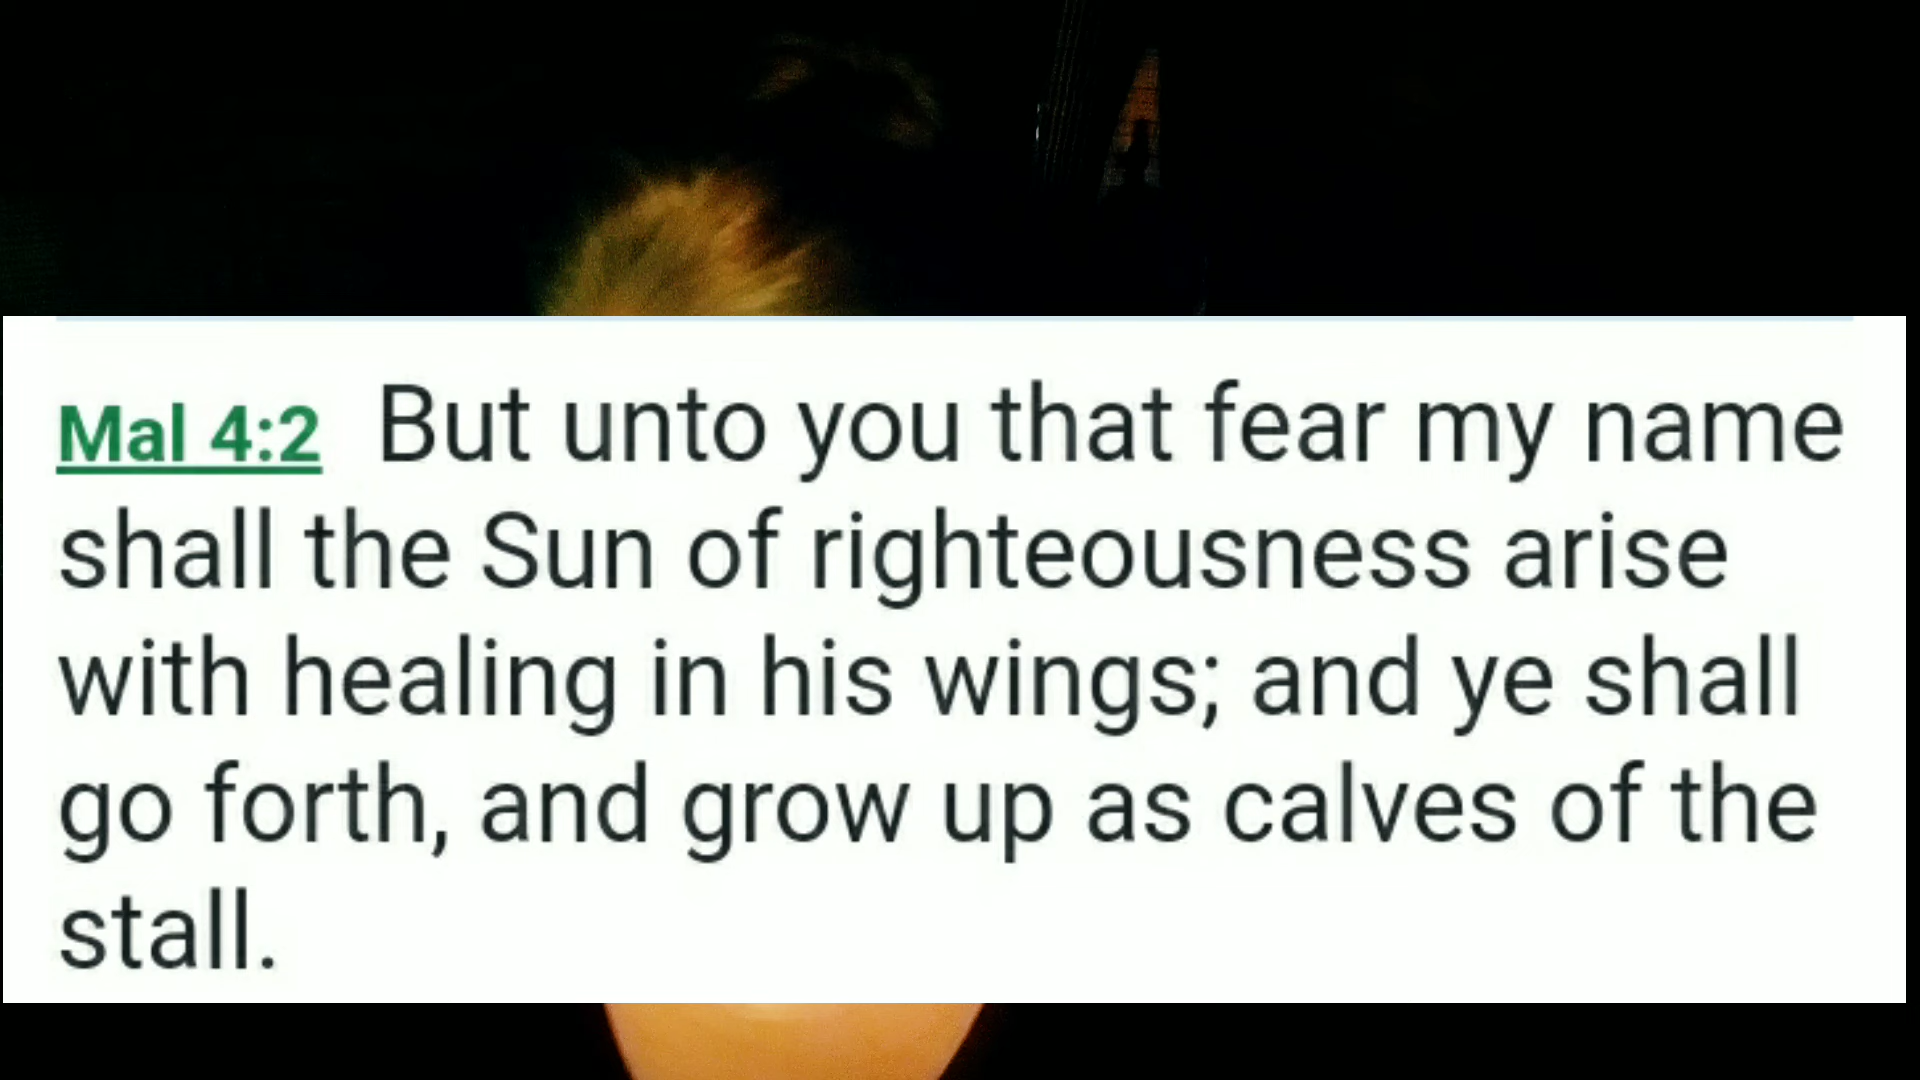 Mal 4:2 But unto you that fear my name
shall the Sun of righteousness arise
with healing in his wings; and ye shall
go forth, and grow up as calves of the
stall.